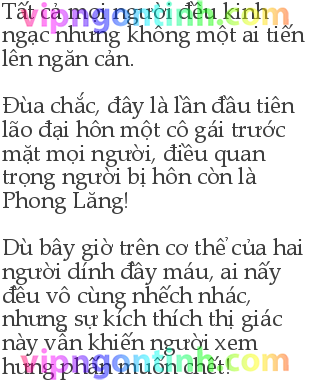 Tất cả mọi người đều kinh
ngạc nhưng không một ai tiến
lên ngăn cản.
Đùa chắc, đây là lần đầu tiên
lão đại hôn một cô gái trước
mặt mọi người, điều quan
trọng người bị hôn còn là
Phong Lăng!
Dù bây giờ trên cơ thể của hai
người dính đầy máu, ai nấy
đều vô cùng nhếch nhác,
nhưng sự kích thích thị giác
này vẫn khiến người xem
hưng phấn muốn chết!
vipngontinh.com
vipngontinh.com